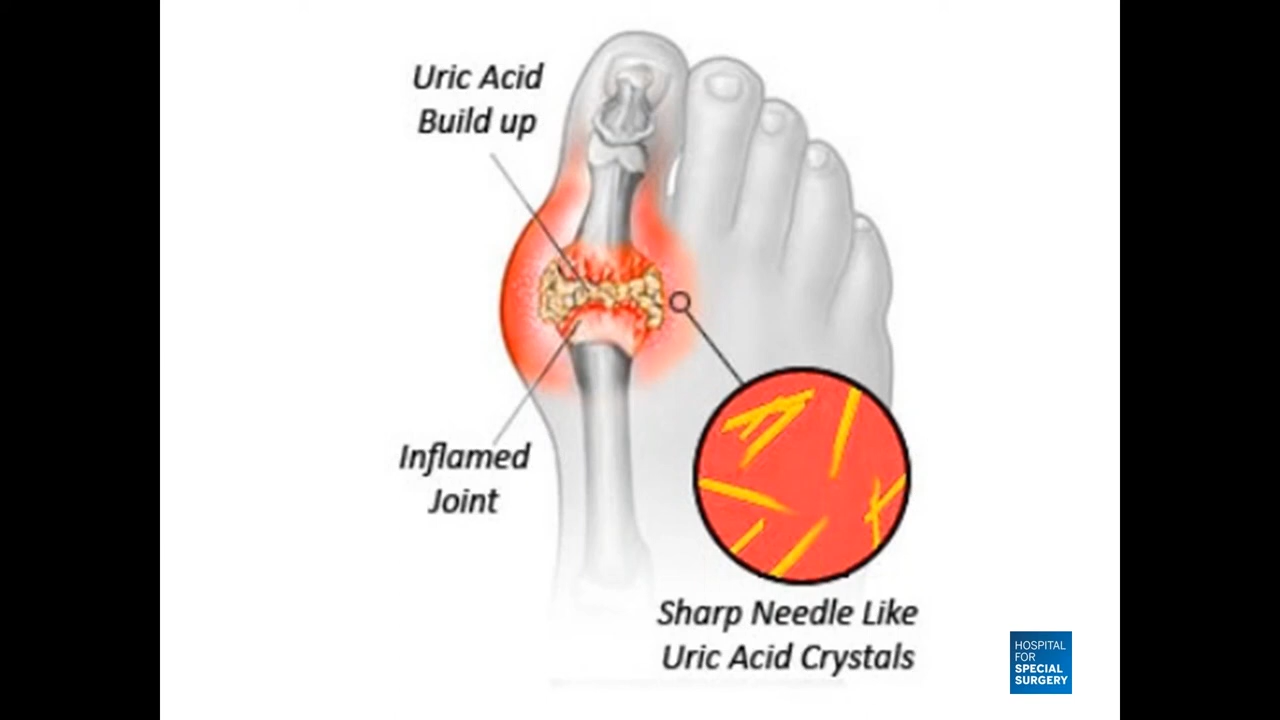 Uric Acid
Build up
Inflamed
Joint
Sharp Needle Like
Uric Acid Crystals
HOSPITAL
FOR
SPECIAL
SURGERY